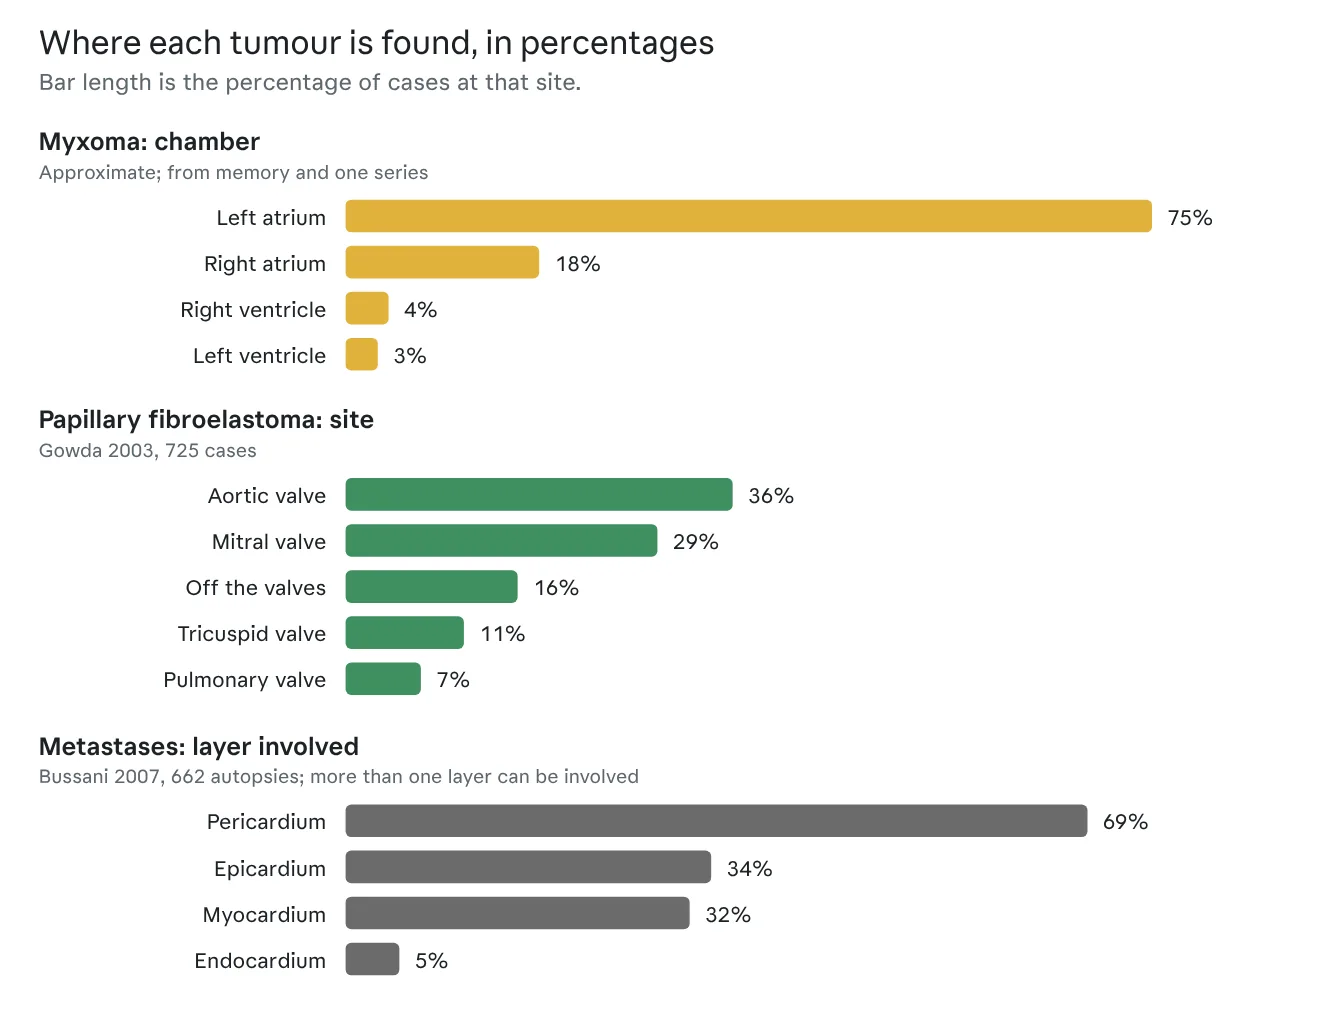 Where each tumour is found, in percentages
Bar length is the percentage of cases at that site.
Myxoma: chamber
Approximate; from memory and one series
Left atrium 75%
Right atrium 18%
Right ventricle 4%
Left ventricle 3%
Papillary fibroelastoma: site
Gowda 2003, 725 cases
Aortic valve 36%
Mitral valve 29%
Off the valves 16%
Tricuspid valve 11%
Pulmonary valve 7%
Metastases: layer involved
Bussani 2007, 662 autopsies; more than one layer can be involved
Pericardium 69%
Epicardium 34%
Myocardium 32%
Endocardium 5%